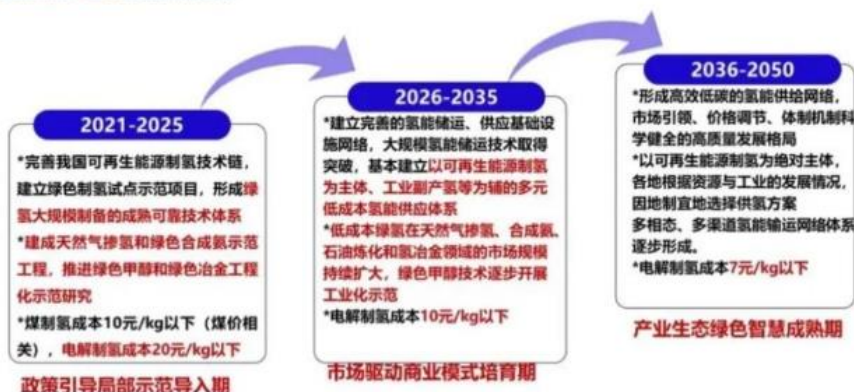 2021-2025
*完善我国可再生能源制氢技术链,
建立绿色制氢试点示范项目，形成绿
氢大规模制备的成熟可靠技术体系
*建成天然气掺氢和绿色合成氨示范
工程，推进绿色甲醇和绿色冶金工程
化示范研究
*煤制氢成本10元/kg以下（煤价相
关），电解制氢成本20元/kg以下
政策引导局部示范导入期
2026-2035
*建立完善的氢能储运、供应基础设
施网络，大规模氢能储运技术取得
突破，基本建立以可再生能源制氢
为主体、工业副产氢等为辅的多元
低成本氢能供应体系
*低成本绿氢在天然气掺氢、合成氨、
石油炼化和氢冶金领域的市场规模
持续扩大，绿色甲醇技术逐步开展
工业化示范
*电解制氢成本10元/kg以下
市场驱动商业模式培育期
2036-2050
*形成高效低碳的氢能供给网络，
市场引领、价格调节、体制机制科
学健全的高质量发展格局
*以可再生能源制氢为绝对主体，
各地根据资源与工业的发展情况，
因地制宜地选择供氢方案
多相态、多渠道氢能输运网络体系
逐步形成。
*电解制氢成本7元/kg以下
产业生态绿色智慧成熟期